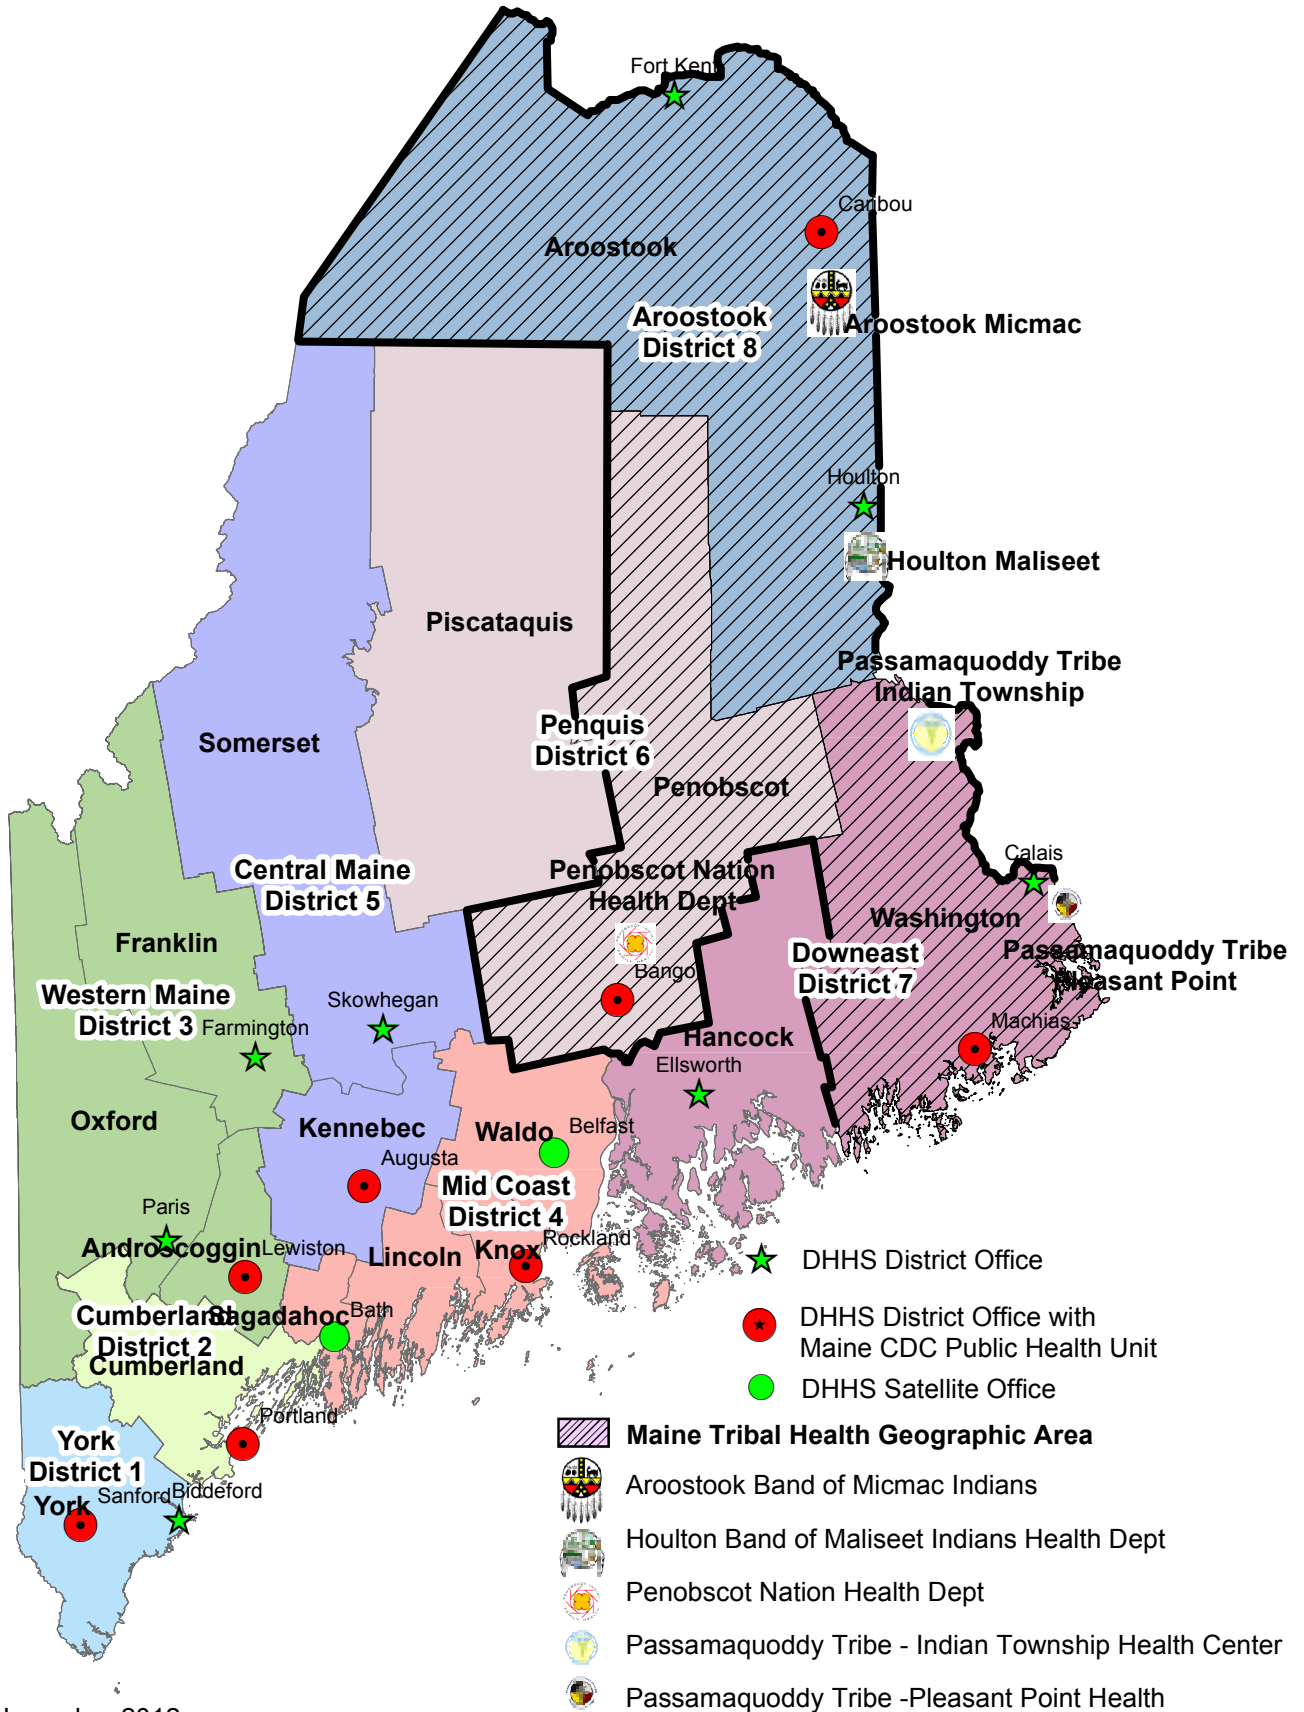 Fort Kent
Caribou
Aroostook
Aroostook
District 8
Aroostook Micmac
Houlton
Houlton Maliseet
Piscataquis
Passamaquoddy Tribe
Indian Township
Somerset
Penquis
District 6
Penobscot
Calais
Central Maine
District 5
Penobscot Nation
Health Dept
Washington
Franklin
Downeast
District 7
Passamaquoddy Tribe
Pleasant Point
Bango
Western Maine
District 3
Skowhegan
Farmington
Machias
Hancock
Ellsworth
Oxford
Kennebec
Waldo
Belfast
Augusta
Mid Coast
District 4
Paris
Androscoggin
Lewiston
Lincoln
Knox
Rockland
Cumberland
District 2
Sagadahoc
Bath
Cumberland
Portland
York
District 1
York
Sanford
Biddeford
DHHS District Office
DHHS District Office with
Maine CDC Public Health Unit
DHHS Satellite Office
Maine Tribal Health Geographic Area
Aroostook Band of Micmac Indians
Houlton Band of Maliseet Indians Health Dept
Penobscot Nation Health Dept
Passamaquoddy Tribe - Indian Township Health Center
Passamaquoddy Tribe -Pleasant Point Health